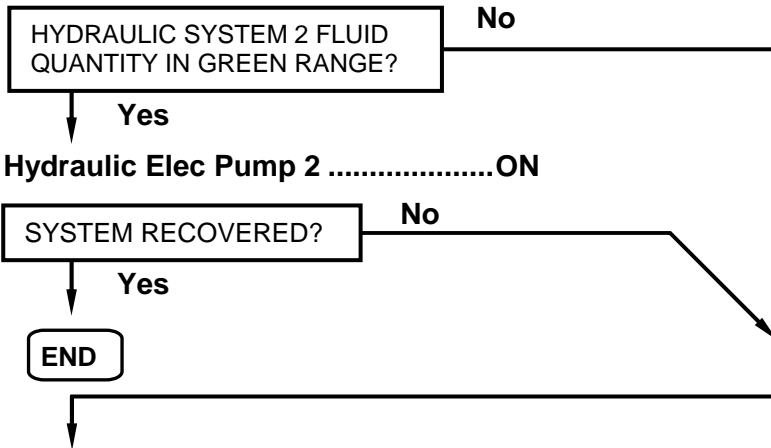 No
HYDRAULIC SYSTEM 2 FLUID
QUANTITY IN GREEN RANGE?
Yes
Hydraulic Elec Pump 2 ....................ON
No
SYSTEM RECOVERED?
Yes
END